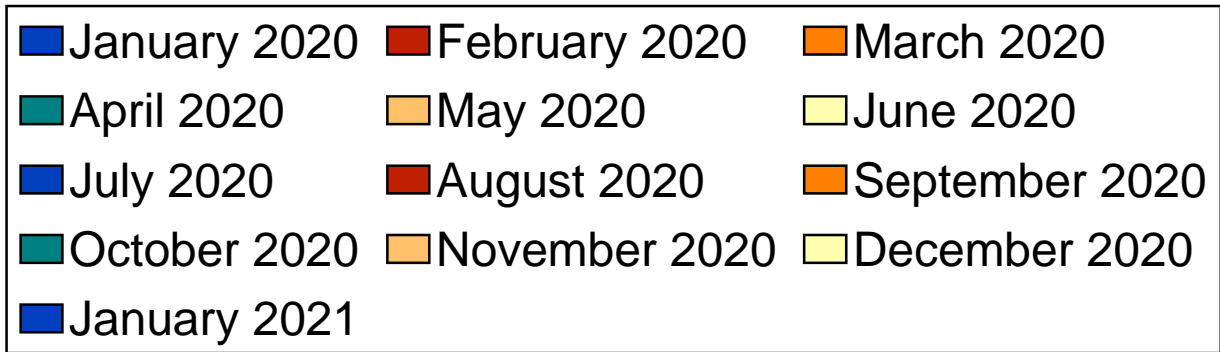 January 2020 February 2020 March 2020
April 2020 May 2020 June 2020
July 2020 August 2020 September 2020
October 2020 November 2020 December 2020
January 2021